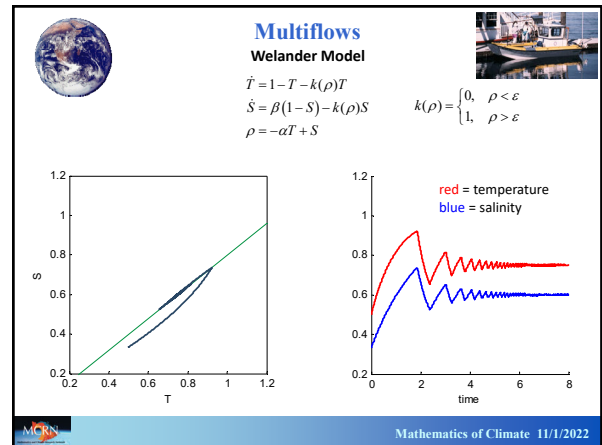 Multiflows
Welander Model
Ṫ = 1 − T − k(ρ)T
Ṡ = β(1 − S) − k(ρ)S
ρ = −αT + S
k(ρ) = {0, ρ < ε
1, ρ > ε
1.2
1
0.8
0.6
0.4
0.2
S
0.2 0.4 0.6 0.8 1 1.2
T
red = temperature
blue = salinity
1.2
1
0.8
0.6
0.4
0.2
0 2 4 6 8
time
MCRN
Mathematics of Climate 11/1/2022